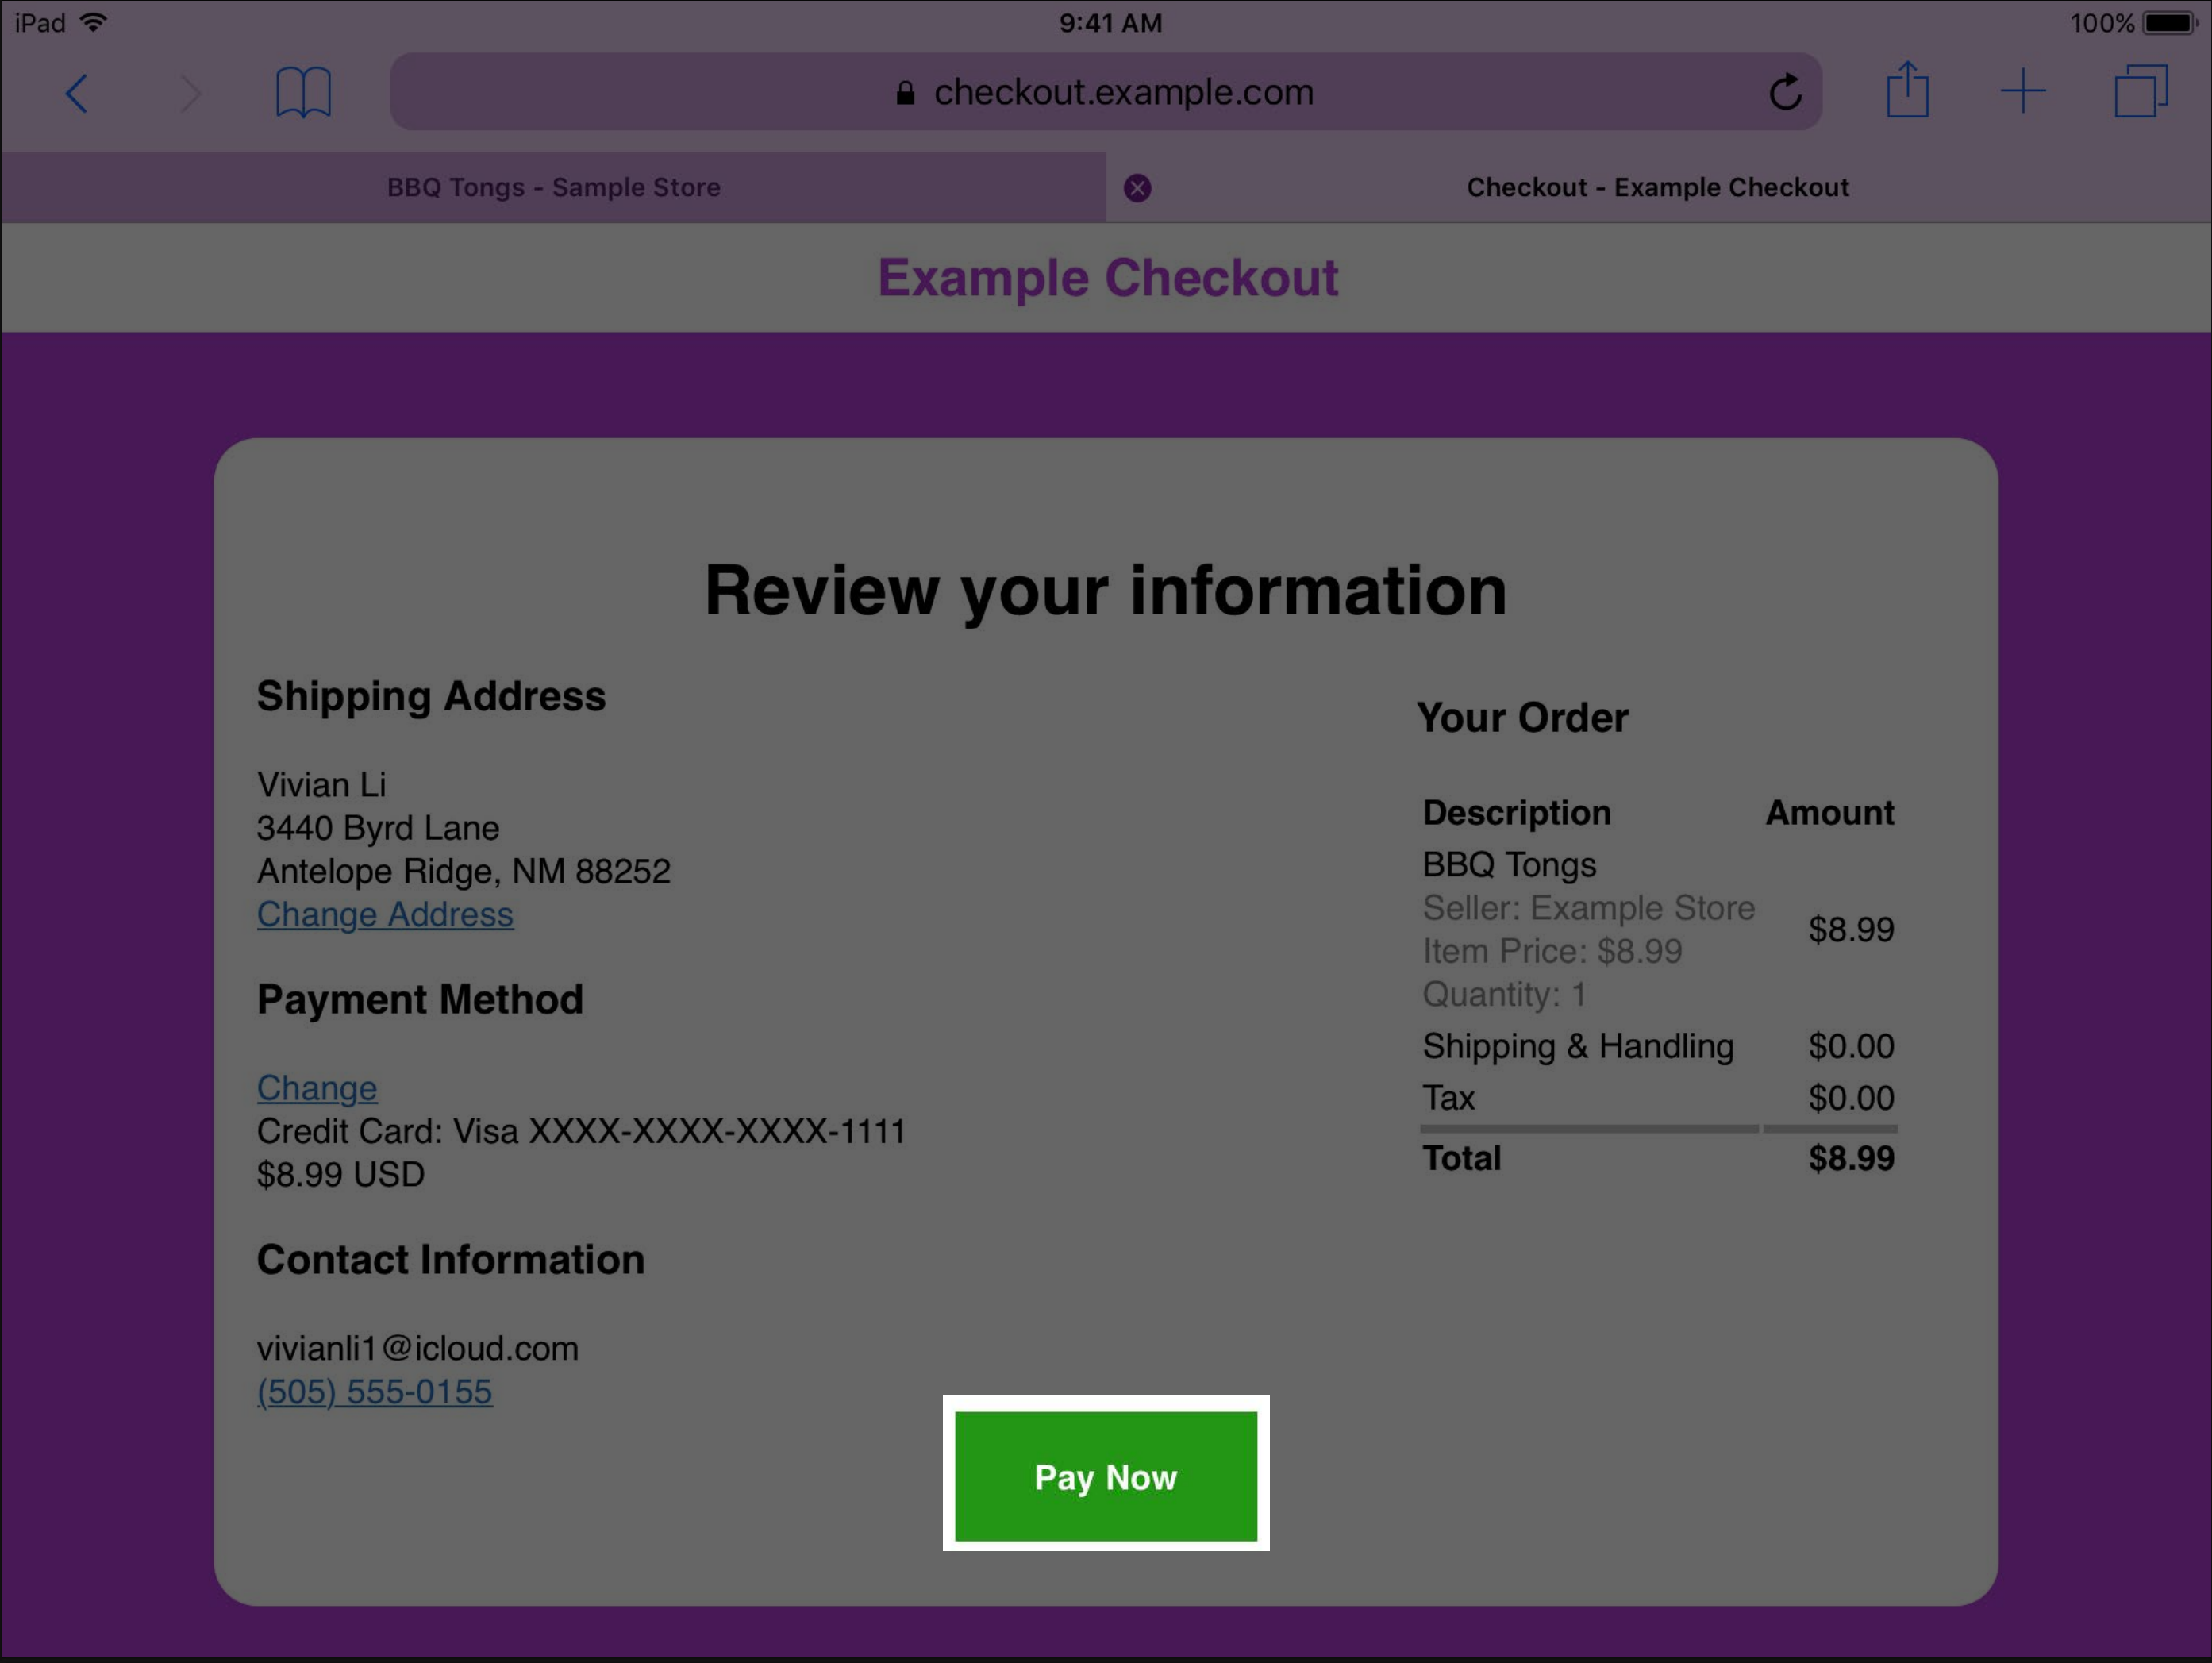 iPad
9:41 AM
100%
checkout.example.com
BBQ Tongs - Sample Store
Checkout - Example Checkout
Example Checkout
Review your information
Shipping Address
Vivian Li
3440 Byrd Lane
Antelope Ridge, NM 88252
Change Address
Payment Method
Change
Credit Card: Visa XXXX-XXXX-XXXX-1111
$8.99 USD
Contact Information
vivianli1@icloud.com
(505) 555-0155
Your Order
Description Amount
BBQ Tongs
Seller: Example Store
$8.99
Item Price: $8.99
Quantity: 1
Shipping & Handling $0.00
Tax $0.00
Total $8.99
Pay Now